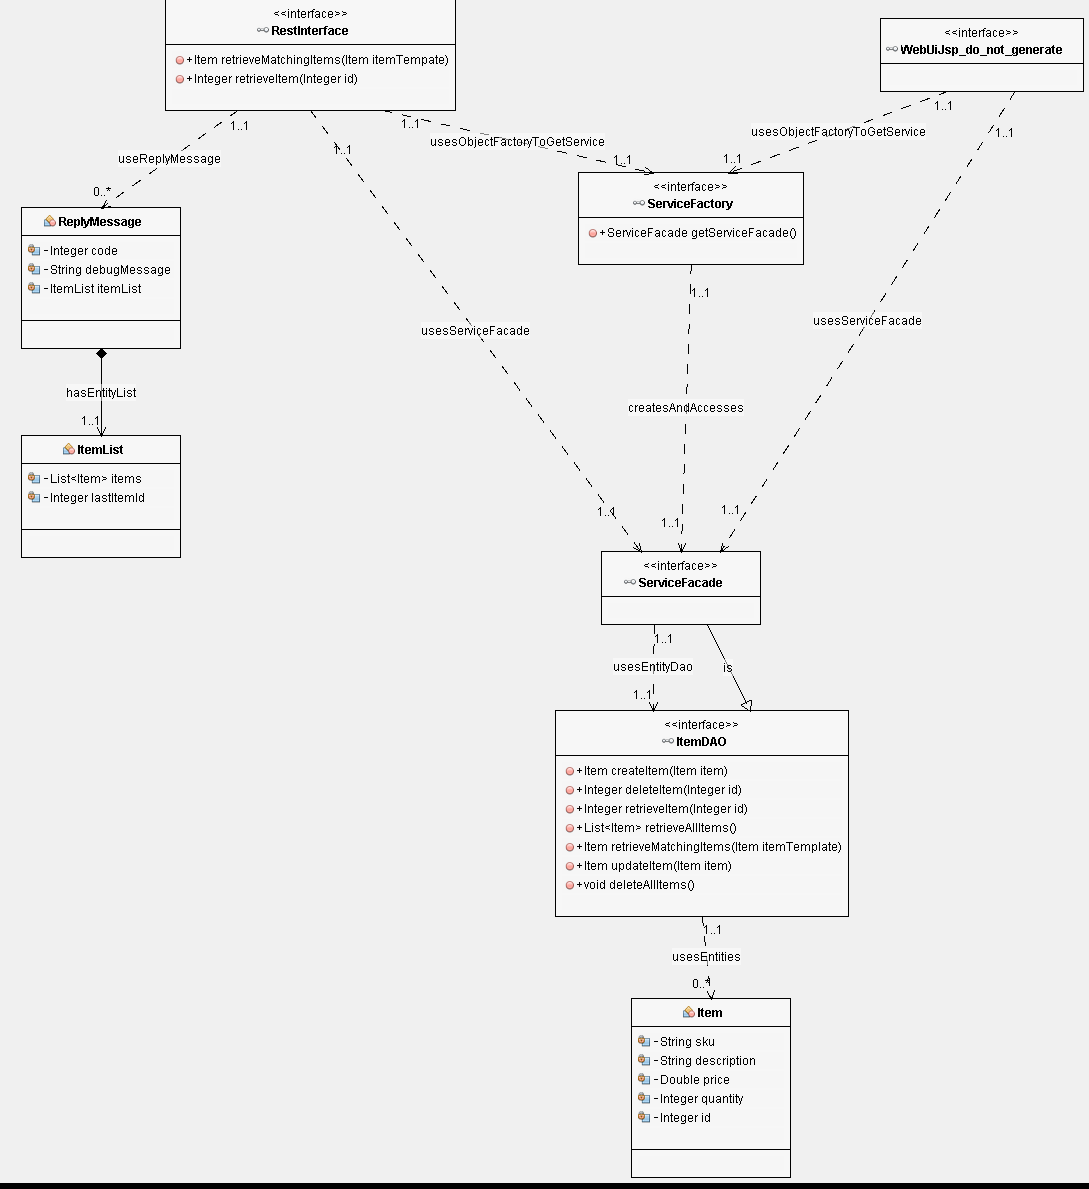 <<interface>>
RestInterface
+Item retrieveMatchingItems(Item itemTempate)
+Integer retrieveItem(Integer id)
<<interface>>
WebUiJsp_do_not_generate
1..1
1..1
1..1
1..1
1..1
useReplyMessage
usesObjectFactoryToGetService
usesObjectFactoryToGetService
0..*
1..1
1..1
ReplyMessage
-Integer code
-String debugMessage
-ItemList itemList
<<interface>>
ServiceFactory
+ServiceFacade getServiceFacade()
1..1
usesServiceFacade
usesServiceFacade
hasEntityList
createsAndAccesses
1..1
ItemList
-List<Item> items
-Integer lastItemId
1..1
1..1
1..1
<<interface>>
ServiceFacade
1..1
usesEntityDao
is
1..1
<<interface>>
ItemDAO
+Item createItem(Item item)
+Integer deleteItem(Integer id)
+Integer retrieveItem(Integer id)
+List<Item> retrieveAllItems()
+Item retrieveMatchingItems(Item itemTemplate)
+Item updateItem(Item item)
+void deleteAllItems()
1..1
usesEntities
0..*
Item
-String sku
-String description
-Double price
-Integer quantity
-Integer id